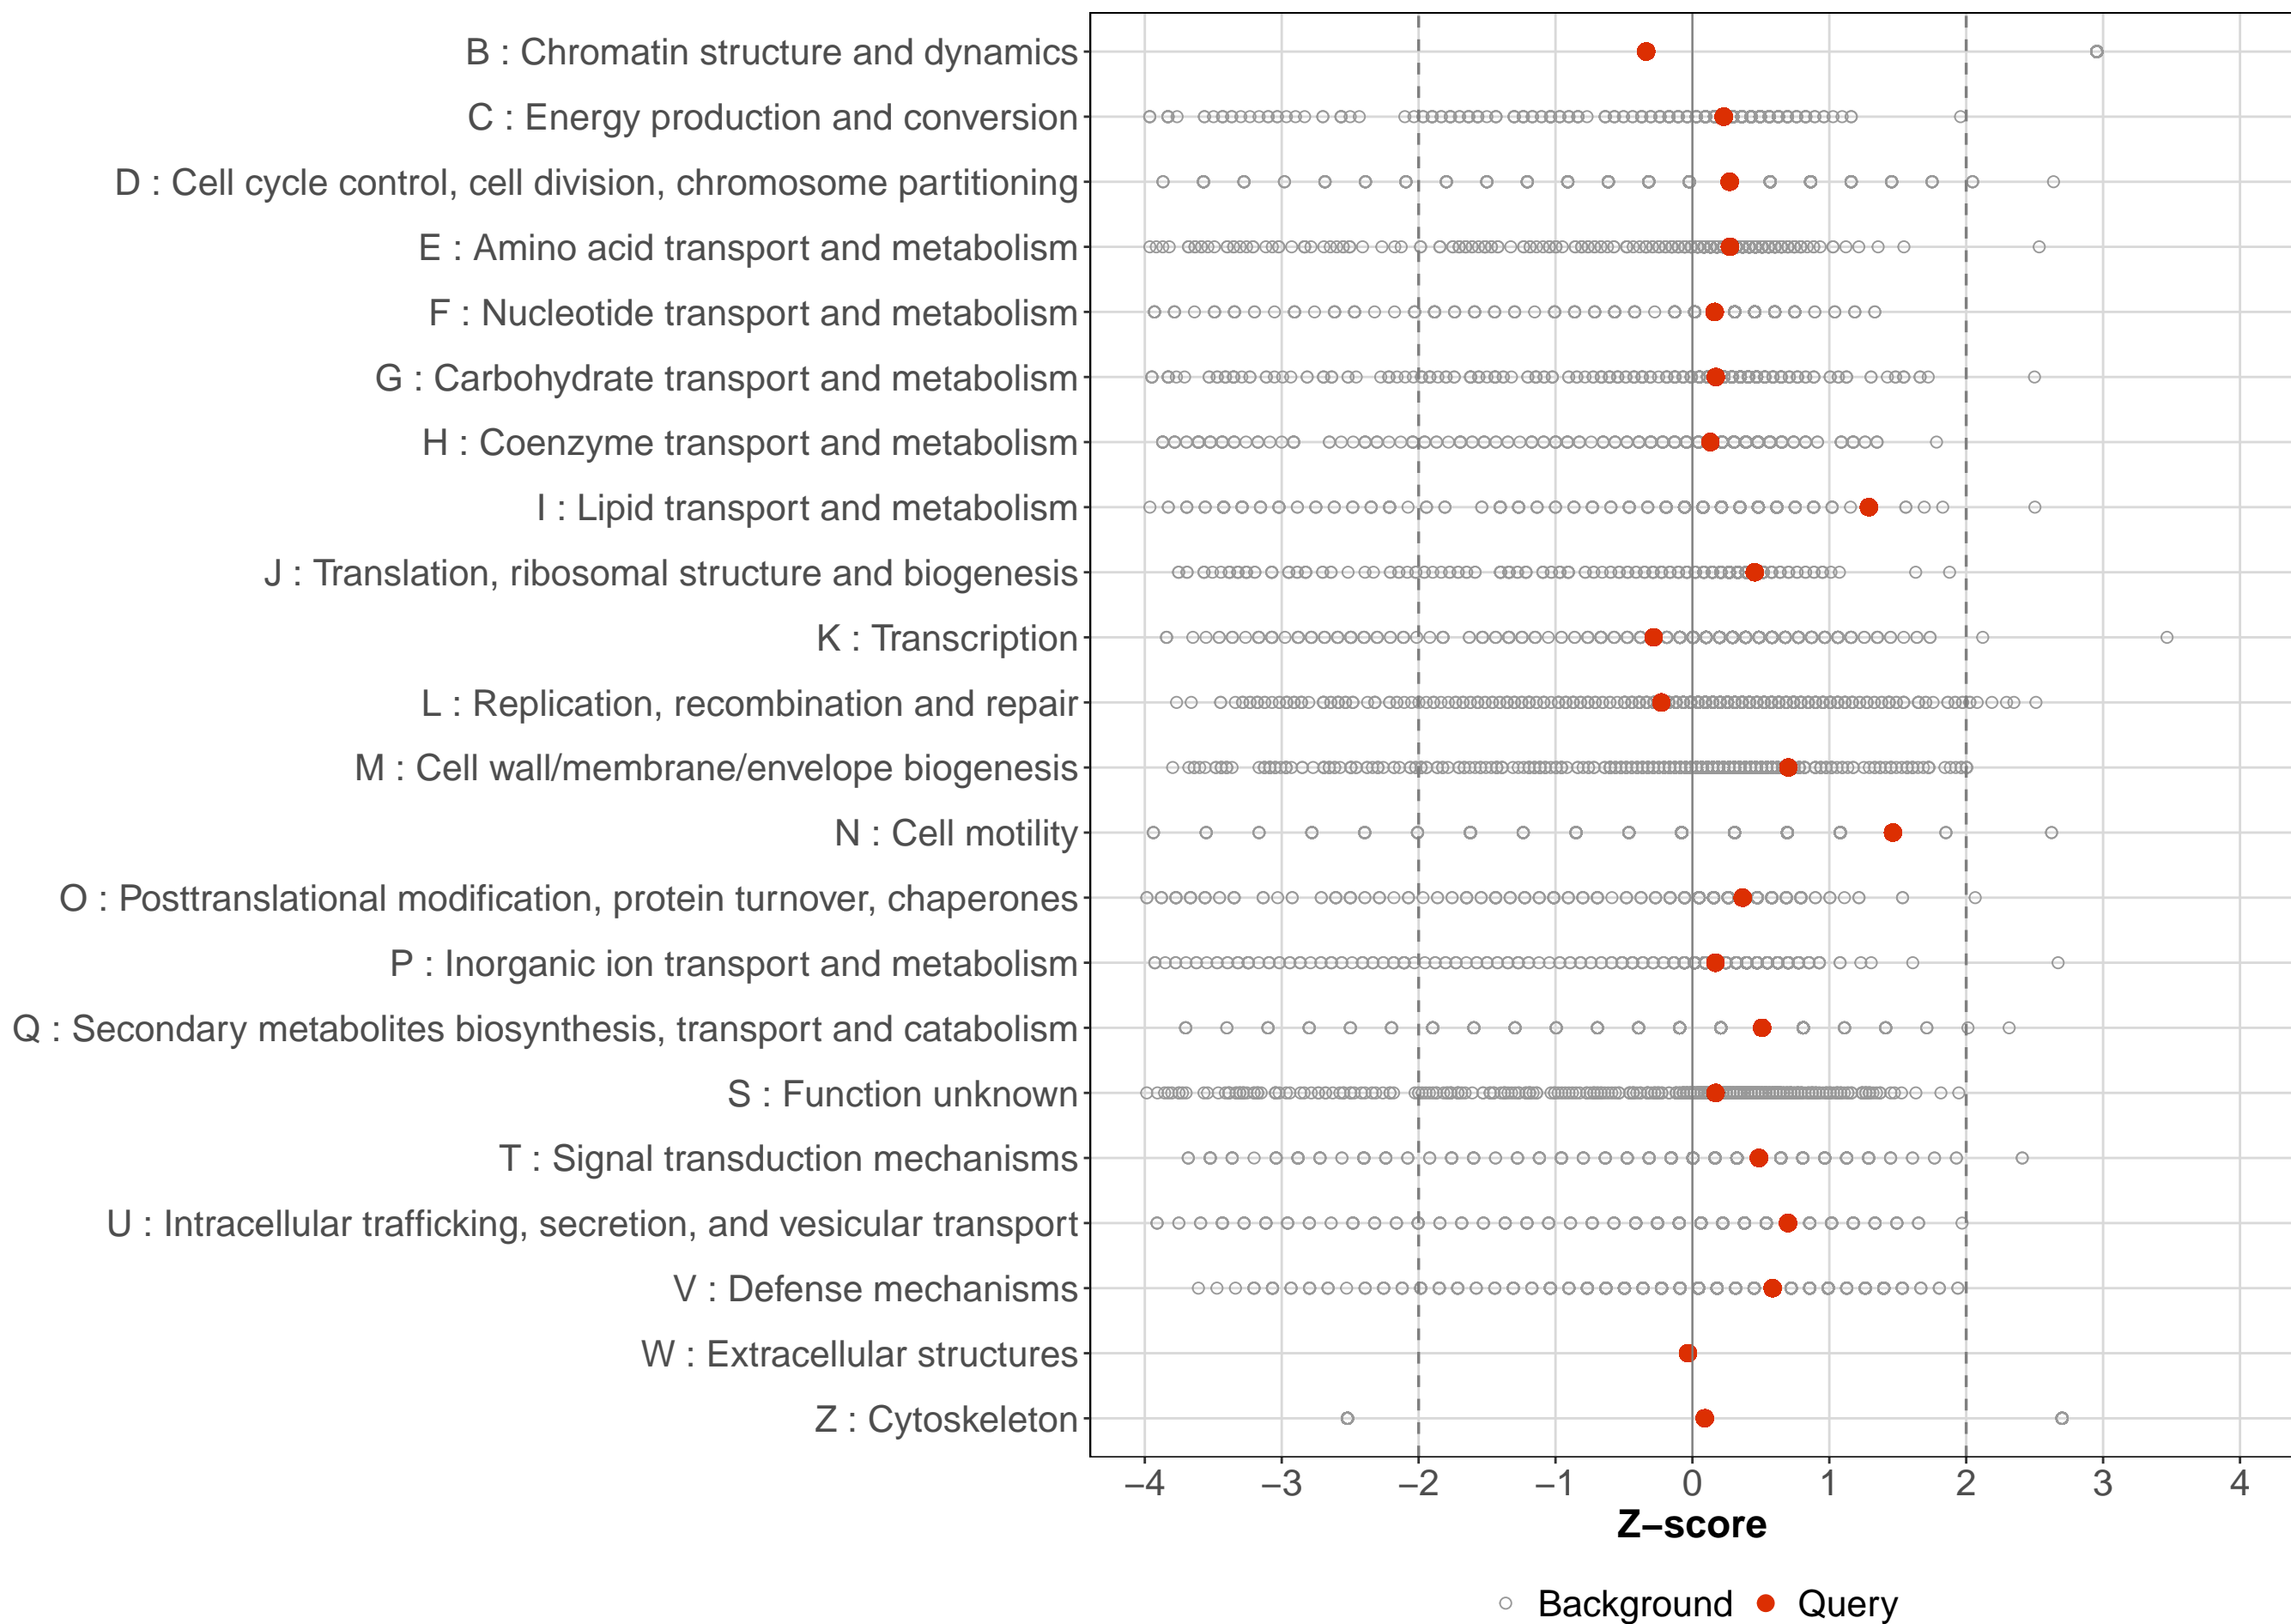 B : Chromatin structure and dynamics
C : Energy production and conversion
D : Cell cycle control, cell division, chromosome partitioning
E : Amino acid transport and metabolism
F : Nucleotide transport and metabolism
G : Carbohydrate transport and metabolism
H : Coenzyme transport and metabolism
I : Lipid transport and metabolism
J : Translation, ribosomal structure and biogenesis
K : Transcription
L : Replication, recombination and repair
M : Cell wall/membrane/envelope biogenesis
N : Cell motility
O : Posttranslational modification, protein turnover, chaperones
P : Inorganic ion transport and metabolism
Q : Secondary metabolites biosynthesis, transport and catabolism
S : Function unknown
T : Signal transduction mechanisms
U : Intracellular trafficking, secretion, and vesicular transport
V : Defense mechanisms
W : Extracellular structures
Z : Cytoskeleton
−4 −3 −2 −1 0 1 2 3 4
Z−score
Background Query